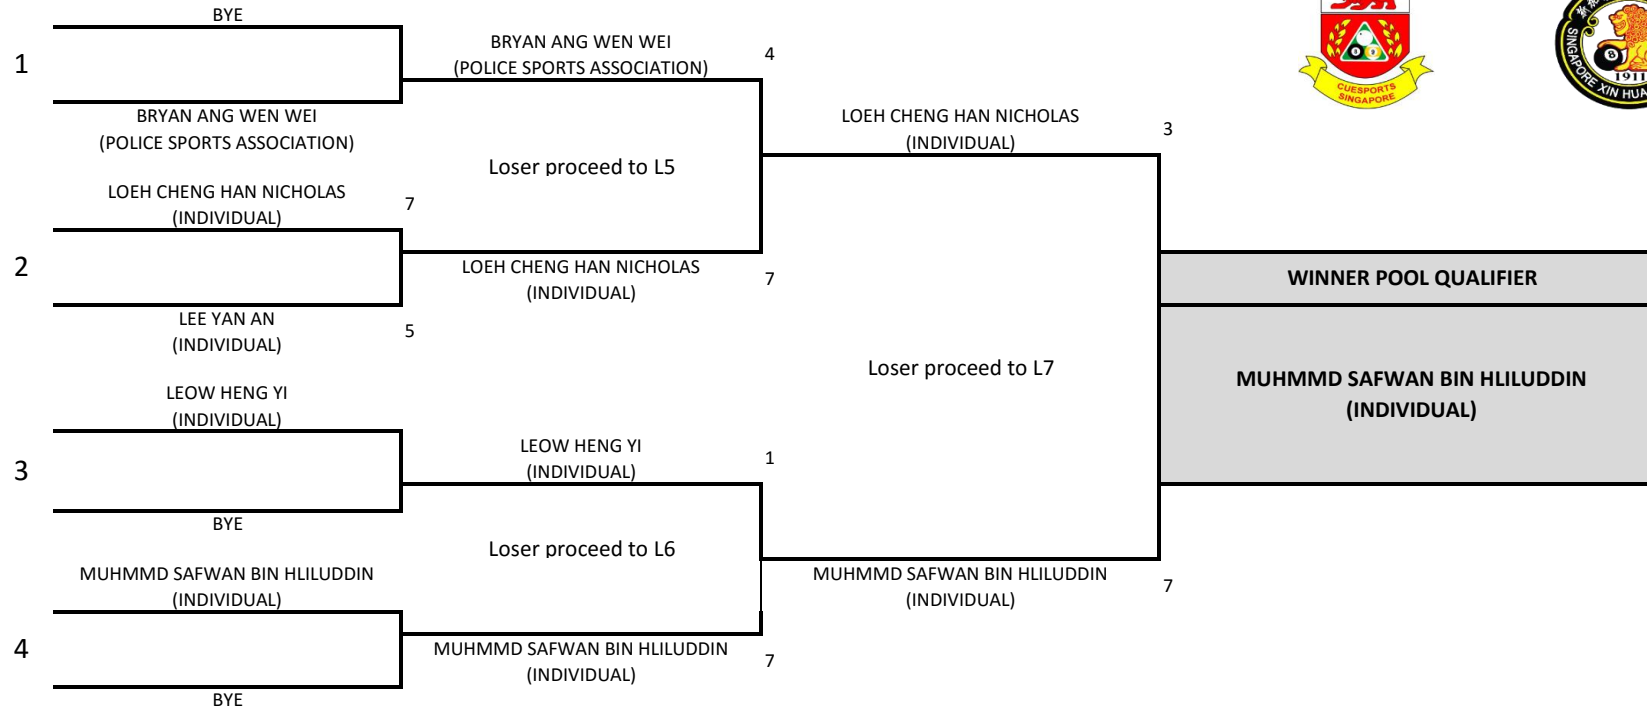 BYE
1
BRYAN ANG WEN WEI
(POLICE SPORTS ASSOCIATION)
LOEH CHENG HAN NICHOLAS
(INDIVIDUAL)
7
2
LEE YAN AN
(INDIVIDUAL)
5
LEOW HENG YI
(INDIVIDUAL)
3
BYE
MUHMMD SAFWAN BIN HLILUDDIN
(INDIVIDUAL)
4
BYE
BRYAN ANG WEN WEI
(POLICE SPORTS ASSOCIATION)
4
Loser proceed to L5
LOEH CHENG HAN NICHOLAS
(INDIVIDUAL)
7
LEOW HENG YI
(INDIVIDUAL)
1
Loser proceed to L6
MUHMMD SAFWAN BIN HLILUDDIN
(INDIVIDUAL)
7
LOEH CHENG HAN NICHOLAS
(INDIVIDUAL)
3
Loser proceed to L7
MUHMMD SAFWAN BIN HLILUDDIN
(INDIVIDUAL)
7
CUESPORTS
SINGAPORE
SINGAPORE XIN HUA
1911
8
WINNER POOL QUALIFIER
MUHMMD SAFWAN BIN HLILUDDIN
(INDIVIDUAL)